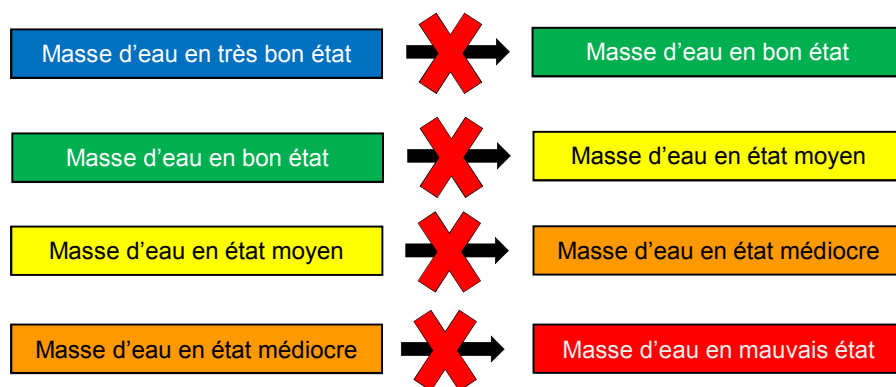 Masse d'eau en très bon état
Masse d'eau en bon état
Masse d'eau en bon état
Masse d'eau en état moyen
Masse d'eau en état moyen
Masse d'eau en état médiocre
Masse d'eau en état médiocre
Masse d'eau en mauvais état